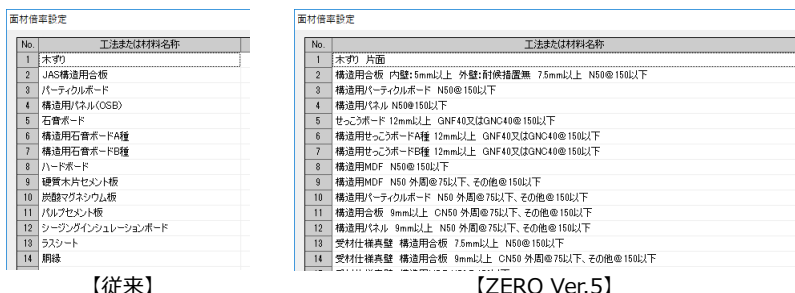 面材倍率設定
No. 工法または材料名称
1 木ずり
2 JAS構造用合板
3 パーティクルボード
4 構造用パネル(OSB)
5 石膏ボード
6 構造用石膏ボードA種
7 構造用石膏ボードB種
8 ハードボード
9 硬質木片セメント板
10 炭酸マグネシウム板
11 パルプセメント板
12 シージングインシュレーションボード
13 ラスシート
14 胴縁
【従来】
面材倍率設定
No. 工法または材料名称
1 木ずり 片面
2 構造用合板 内壁:5mm以上 外壁:耐候措置無 7.5mm以上 N50@150以下
3 構造用パーティクルボード N50@150以下
4 構造用パネル N50@150以下
5 せっこうボード 12mm以上 GNF40又はGNC40@150以下
6 構造用せっこうボードA種 12mm以上 GNF40又はGNC40@150以下
7 構造用せっこうボードB種 12mm以上 GNF40又はGNC40@150以下
8 構造用MDF N50@150以下
9 構造用MDF N50 外周@75以下、その他@150以下
10 構造用パーティクルボード N50 外周@75以下、その他@150以下
11 構造用合板 9mm以上 CN50 外周@75以下、その他@150以下
12 構造用パネル 9mm以上 N50 外周@75以下、その他@150以下
13 受材仕様真壁 構造用合板 7.5mm以上 N50@150以下
14 受材仕様真壁 構造用合板 9mm以上 CN50 外周@75以下、その他@150以下
【ZERO Ver.5】